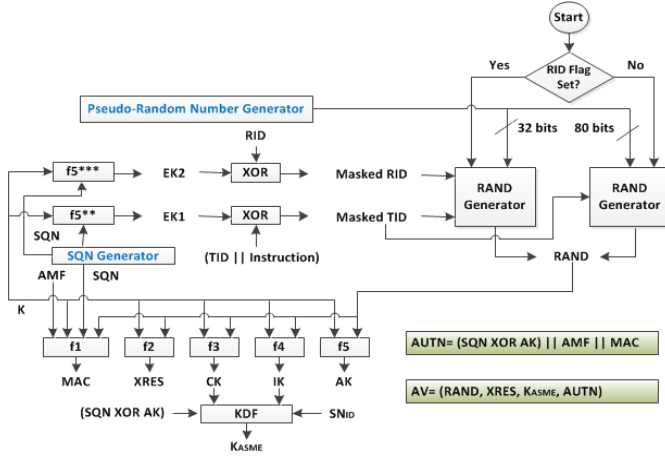 Start
Yes
RID Flag
Set?
No
Pseudo-Random Number Generator
RID
32 bits
80 bits
f5***
EK2
XOR
Masked RID
RAND
Generator
RAND
Generator
f5**
EK1
XOR
Masked TID
SQN
SQN Generator
(TID || Instruction)
RAND
AMF
SQN
K
f1
f2
f3
f4
f5
AUTN= (SQN XOR AK) || AMF || MAC
MAC
XRES
CK
IK
AK
AV= (RAND, XRES, KASME, AUTN)
(SQN XOR AK)
KDF
SNID
KASME